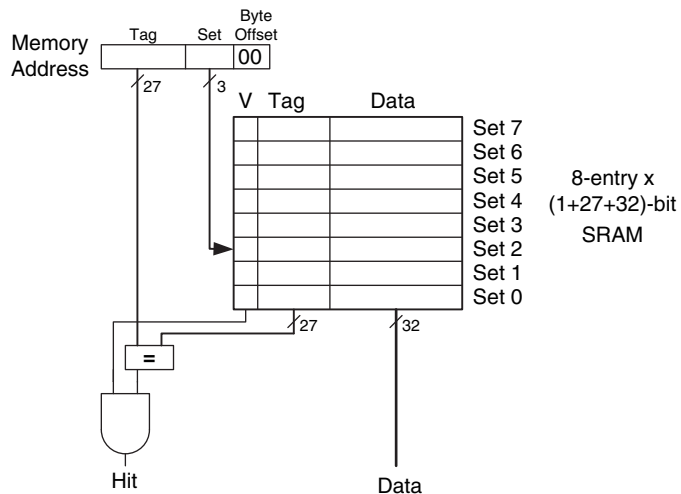 Memory
Address
Tag
Set
Byte
Offset
00
27
3
V
Tag
Data
Set 7
Set 6
Set 5
Set 4
Set 3
Set 2
Set 1
Set 0
8-entry x
(1+27+32)-bit
SRAM
27
32
=
Hit
Data